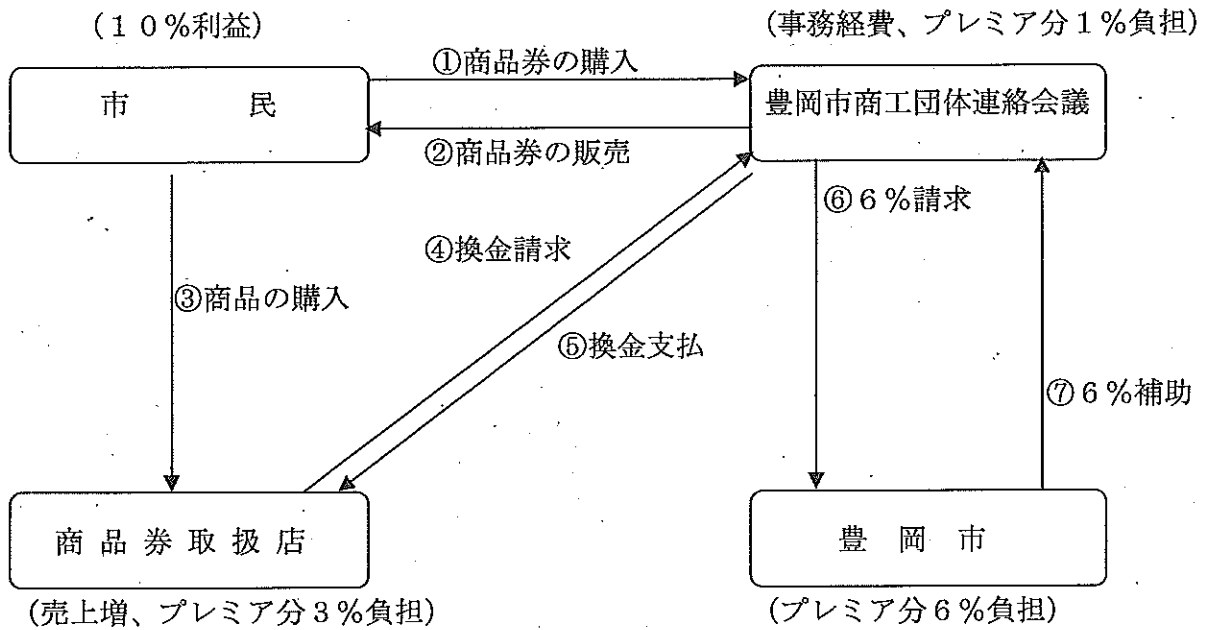 (１０％利益)
(事務経費、プレミア分１％負担)
①商品券の購入
市　　　民
豊岡市商工団体連絡会議
②商品券の販売
⑥６％請求
④換金請求
③商品の購入
⑤換金支払
⑦６％補助
商品券取扱店
豊岡市
(売上増、プレミア分３％負担)
(プレミア分６％負担)